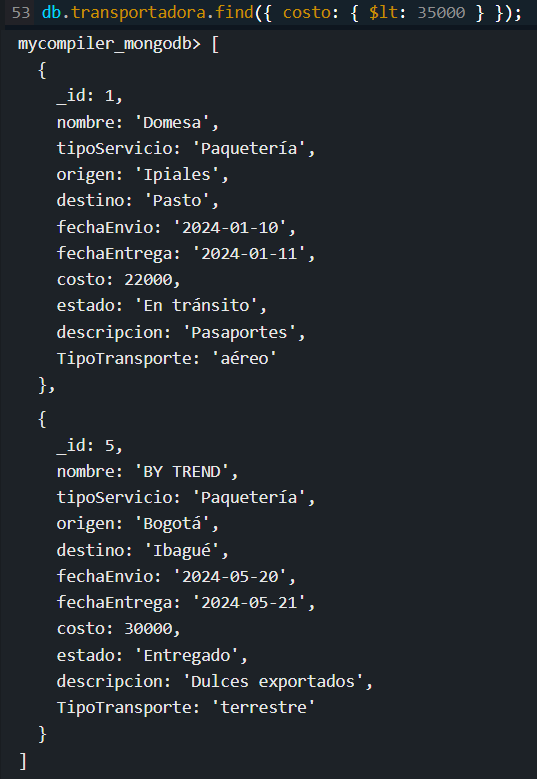 53 db.transportadora.find({ costo: { $lt: 35000 } });
mycompiler_mongodb> [
  {
    _id: 1,
    nombre: 'Domesa',
    tipoServicio: 'Paquetería',
    origen: 'Ipiales',
    destino: 'Pasto',
    fechaEnvio: '2024-01-10',
    fechaEntrega: '2024-01-11',
    costo: 22000,
    estado: 'En tránsito',
    descripcion: 'Pasaportes',
    TipoTransporte: 'aéreo'
  },
  {
    _id: 5,
    nombre: 'BY TREND',
    tipoServicio: 'Paquetería',
    origen: 'Bogotá',
    destino: 'Ibagué',
    fechaEnvio: '2024-05-20',
    fechaEntrega: '2024-05-21',
    costo: 30000,
    estado: 'Entregado',
    descripcion: 'Dulces exportados',
    TipoTransporte: 'terrestre'
  }
]